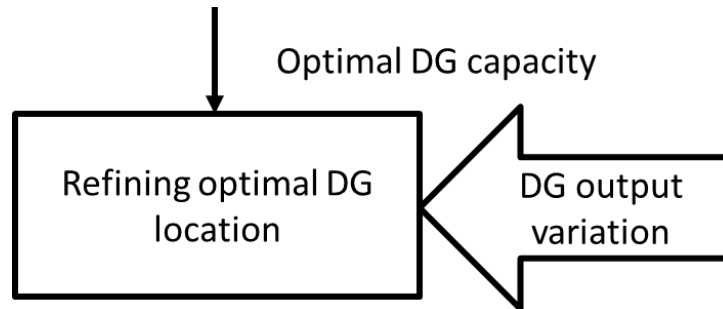 Optimal DG capacity
Refining optimal DG
location
DG output
variation